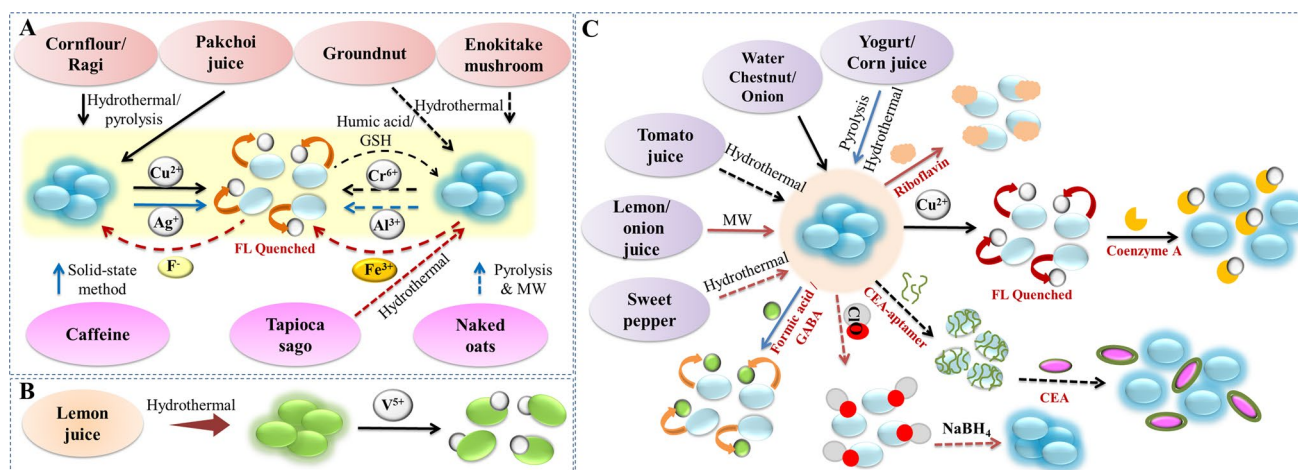 A
Cornflour/
Ragi
Pakchoi
juice
Groundnut
Enokitake
mushroom
Hydrothermal/
pyrolysis
Humic acid/
GSH
Hydrothermal
Cu²⁺
Ag⁺
Cr⁶⁺
Al³⁺
FL Quenched
F⁻
Fe³⁺
Hydrothermal
Solid-state
method
Pyrolysis
& MW
Caffeine
Tapioca
sago
Naked
oats
B
Lemon
juice
Hydrothermal
V⁵⁺
C
Water
Chestnut/
Onion
Yogurt/
Corn juice
Pyrolysis
Hydrothermal
Tomato
juice
Hydrothermal
Riboflavin
Lemon/
onion
juice
MW
Cu²⁺
FL Quenched
Coenzyme A
Sweet
pepper
Hydrothermal
Formic acid /
GABA
ClO⁻
CEA-aptamer
CEA
NaBH₄